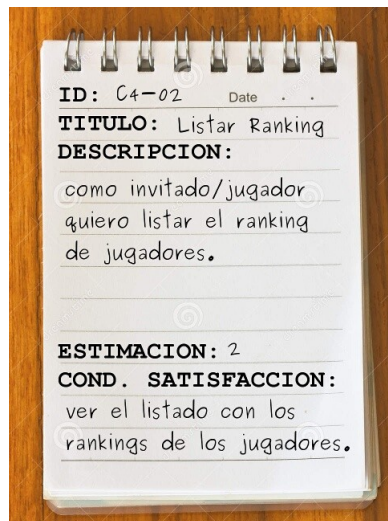 ID: C4-02 Date . .
TITULO: Listar Ranking
DESCRIPCION:
como invitado/jugador
quiero listar el ranking
de jugadores.
ESTIMACION: 2
COND. SATISFACCION:
ver el listado con los
rankings de los jugadores.